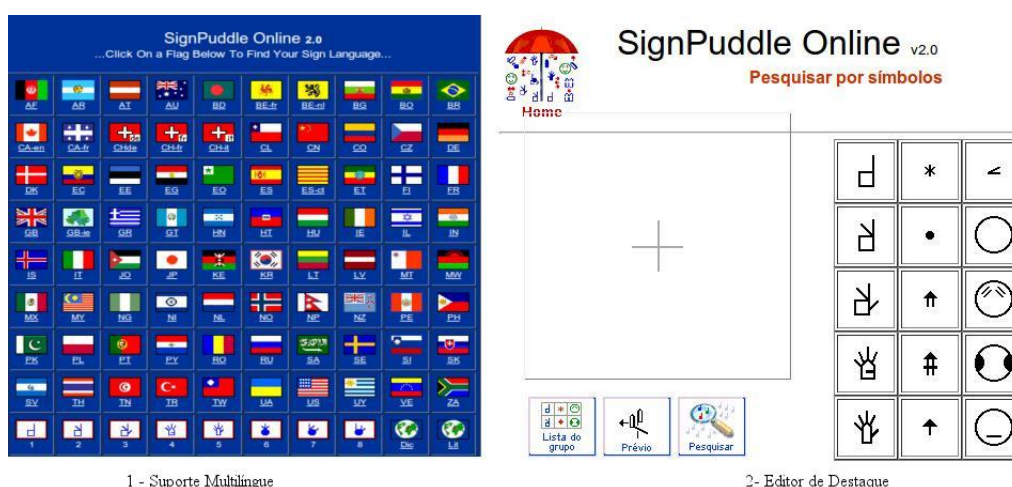 SignPuddle Online 2.0
...Click On a Flag Below To Find Your Sign Language...
AF AR AT AU BD BE-fr BE-nl BG BO BR
CA-en CA-fr CHde CH-fr CH-it CL CN CO CZ DE
DK EC EE EG EO ES ES-ct ET FI FR
GB GB-ie GR GT HN HT HU IE IL IN
IS IT JO JP KE KR LT LV MT MW
MX MY NG NI NL NO NP NZ PE PH
PK PL PT PY RO RU SA SE SI SK
SV TH TN TR TW UA US UY VE ZA
1 2 3 4 5 6 7 8 Dic Lit
1 - Suporte Multilingue
SignPuddle Online v2.0
Pesquisar por símbolos
Home
Lista do
grupo
Prévio
Pesquisar
2- Editor de Destaque